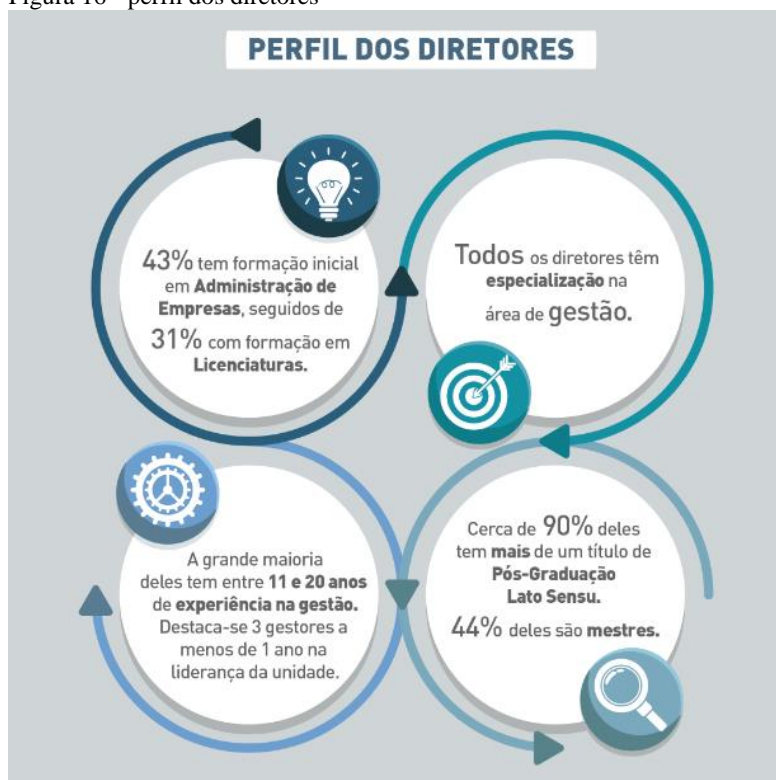 Figura 16 - perfil dos diretores
PERFIL DOS DIRETORES
43% tem formação inicial
em Administração de
Empresas, seguidos de
31% com formação em
Licenciaturas.
Todos os diretores têm
especialização na
área de gestão.
A grande maioria
deles tem entre 11 e 20 anos
de experiência na gestão.
Destaca-se 3 gestores a
menos de 1 ano na
liderança da unidade.
Cerca de 90% deles
tem mais de um título de
Pós-Graduação
Lato Sensu.
44% deles são mestres.